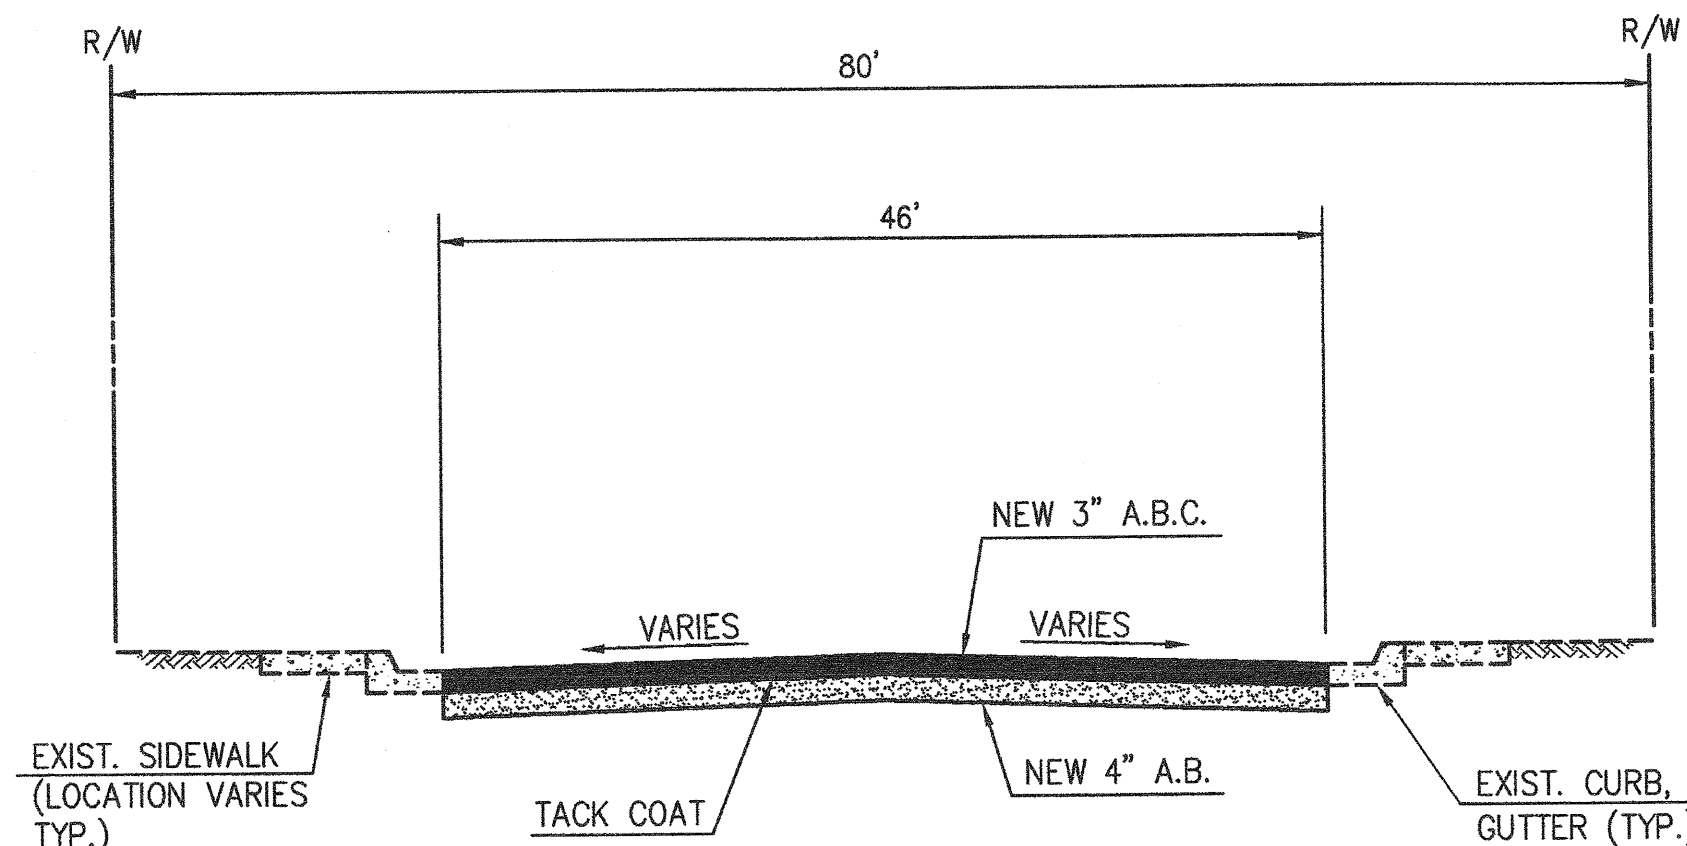 R/W
R/W
80'
46'
NEW 3" A.B.C.
VARIES
VARIES
EXIST. SIDEWALK
(LOCATION VARIES
TYP.)
TACK COAT
NEW 4" A.B.
EXIST. CURB,
GUTTER (TYP.)